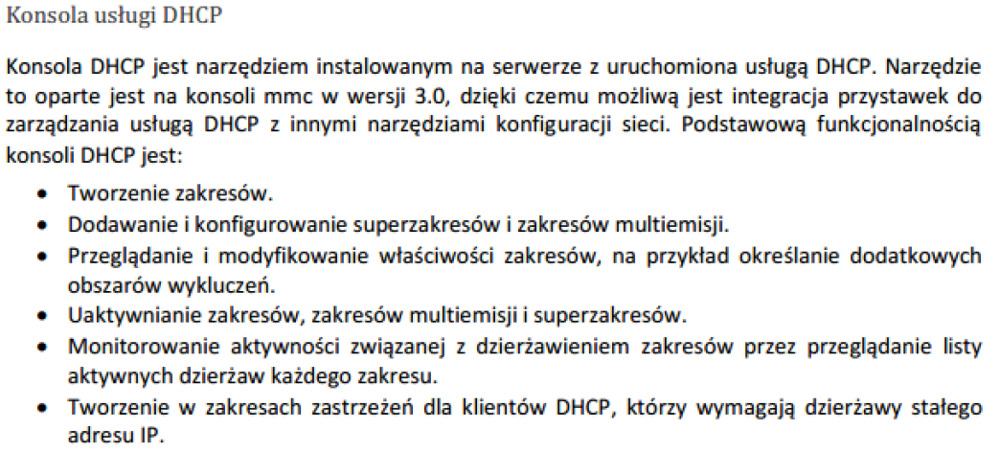 Konsola usługi DHCP
Konsola DHCP jest narzędziem instalowanym na serwerze z uruchomiona usługą DHCP. Narzędzie
to oparte jest na konsoli mmc w wersji 3.0, dzięki czemu możliwą jest integracja przystawek do
zarządzania usługą DHCP z innymi narzędziami konfiguracji sieci. Podstawową funkcjonalnością
konsoli DHCP jest:
• Tworzenie zakresów.
• Dodawanie i konfigurowanie superzakresów i zakresów multiemisji.
• Przeglądanie i modyfikowanie właściwości zakresów, na przykład określanie dodatkowych
obszarów wykluczeń.
• Uaktywnianie zakresów, zakresów multiemisji i superzakresów.
• Monitorowanie aktywności związanej z dzierżawieniem zakresów przez przeglądanie listy
aktywnych dzierżaw każdego zakresu.
• Tworzenie w zakresach zastrzeżeń dla klientów DHCP, którzy wymagają dzierżawy stałego
adresu IP.